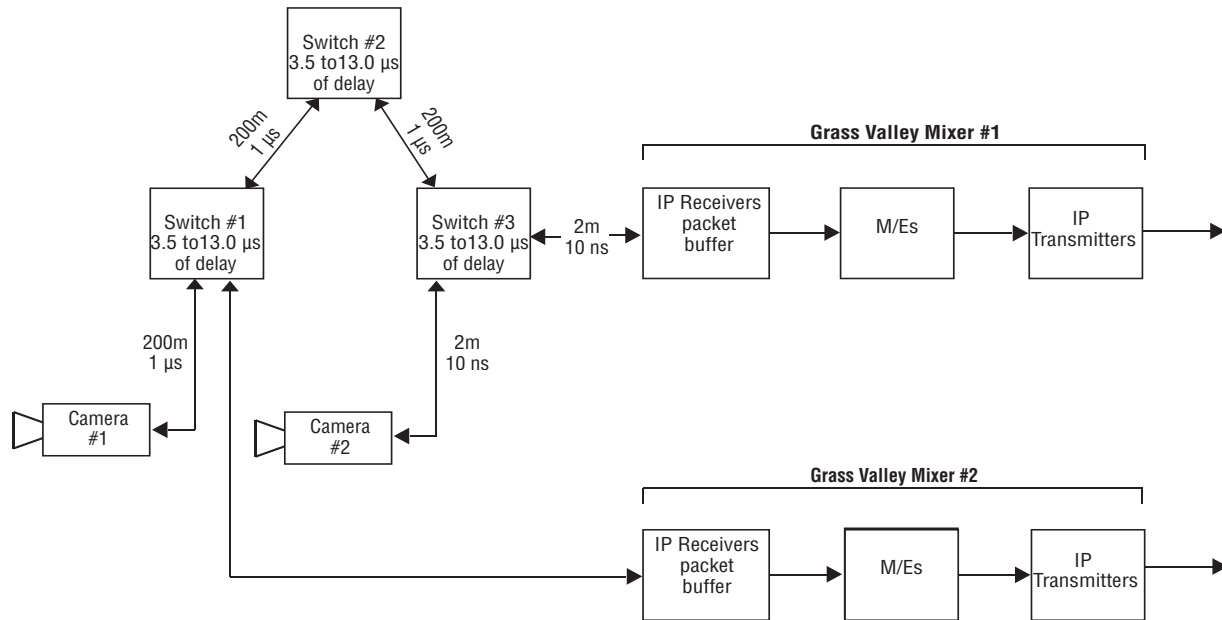 Switch #2
3.5 to13.0 µs
of delay
200m
1 µs
200m
1 µs
Grass Valley Mixer #1
Switch #1
3.5 to13.0 µs
of delay
Switch #3
3.5 to13.0 µs
of delay
2m
10 ns
IP Receivers
packet
buffer
M/Es
IP
Transmitters
200m
1 µs
2m
10 ns
Camera
#1
Camera
#2
Grass Valley Mixer #2
IP Receivers
packet
buffer
M/Es
IP
Transmitters